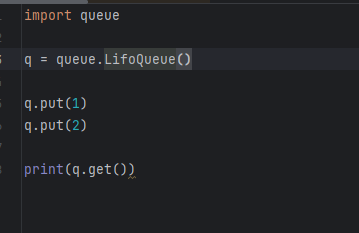 import queue
q = queue.LifoQueue()
q.put(1)
q.put(2)
print(q.get())